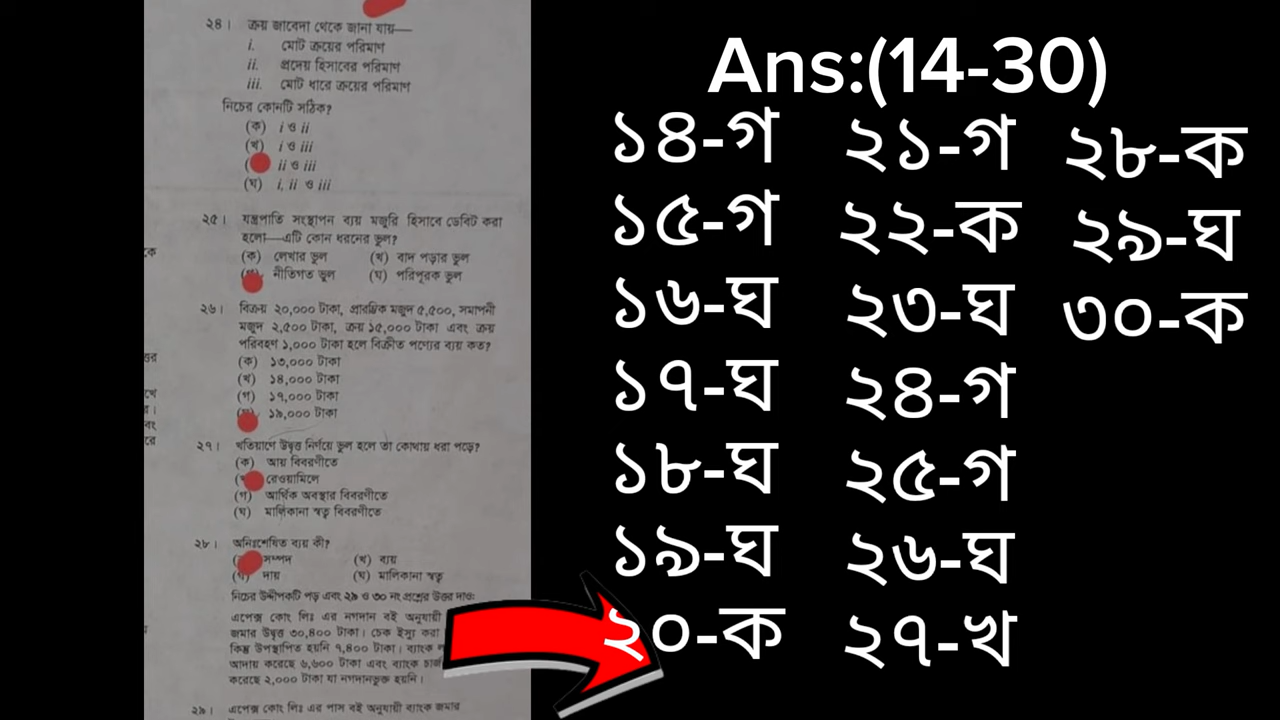 ২৪। ক্রয় জাবেদা থেকে জানা যায়—
i. মোট ক্রয়ের পরিমাণ
ii. প্রদেয় হিসাবের পরিমাণ
iii. মোট ধারে ক্রয়ের পরিমাণ
নিচের কোনটি সঠিক?
(ক) i ও ii
(খ) i ও iii
ii ও iii
(ঘ) i, ii ও iii
২৫। যন্ত্রপাতি সংস্থাপন ব্যয় মজুরি হিসাবে ডেবিট করা
হলো—এটি কোন ধরনের ভুল?
(ক) লেখার ভুল (খ) বাদ পড়ার ভুল
নীতিগত ভুল (ঘ) পরিপূরক ভুল
২৬। বিক্রয় ২০,০০০ টাকা, প্রারম্ভিক মজুদ ৫,৫০০, সমাপনী
মজুদ ২,৫০০ টাকা, ক্রয় ১৫,০০০ টাকা এবং ক্রয়
পরিবহণ ১,০০০ টাকা হলে বিক্রীত পণ্যের ব্যয় কত?
(ক) ১৩,০০০ টাকা
(খ) ১৪,০০০ টাকা
(গ) ১৭,০০০ টাকা
১৯,০০০ টাকা
২৭। খতিয়াণে উদ্বৃত্ত নির্ণয়ে ভুল হলে তা কোথায় ধরা পড়ে?
(ক) আয় বিবরণীতে
রেওয়ামিলে
(গ) আর্থিক অবস্থার বিবরণীতে
(ঘ) মালিকানা স্বত্ব বিবরণীতে
২৮। অনিঃশেষিত ব্যয় কী?
সম্পদ (খ) ব্যয়
(গ) দায় (ঘ) মালিকানা স্বত্ব
নিচের উদ্দীপকটি পড় এবং ২৯ ও ৩০ নং প্রশ্নের উত্তর দাও:
এপেক্স কোং লিঃ এর নগদান বই অনুযায়ী
জমার উদ্বৃত্ত ৩০,৪০০ টাকা। চেক ইস্যু করা
কিন্তু উপস্থাপিত হয়নি ৭,৪০০ টাকা। ব্যাংক
আদায় করেছে ৬,৬০০ টাকা এবং ব্যাংক চার্জ
করেছে ২,০০০ টাকা যা নগদানভুক্ত হয়নি।
২৯। এপেক্স কোং লিঃ এর পাস বই অনুযায়ী ব্যাংক জমার
Ans:(14-30)
১৪-গ ২১-গ ২৮-ক
১৫-গ ২২-ক ২৯-ঘ
১৬-ঘ ২৩-ঘ ৩০-ক
১৭-ঘ ২৪-গ
১৮-ঘ ২৫-গ
১৯-ঘ ২৬-ঘ
২০-ক ২৭-খ